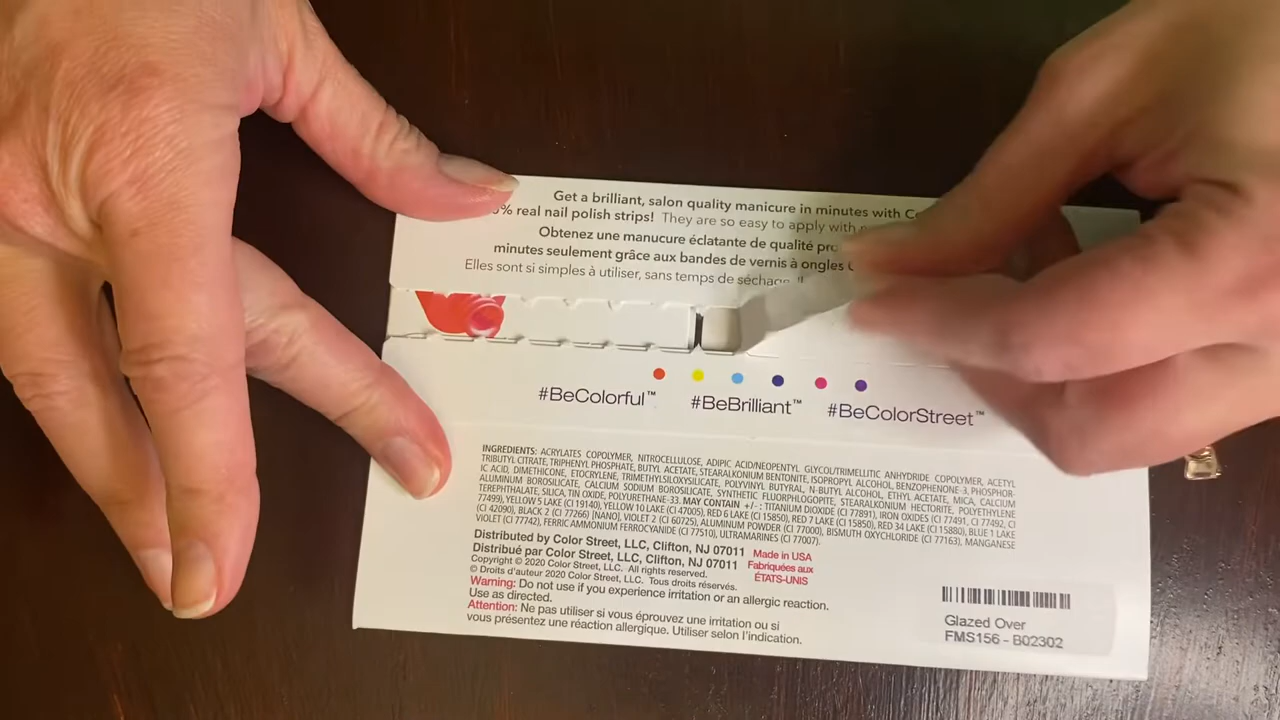 Get a brilliant, salon quality manicure in minutes with
% real nail polish strips! They are so easy to apply with
Obtenez une manucure éclatante de qualité
minutes seulement grâce aux bandes de vernis à ongles
Elles sont si simples à utiliser, sans temps de séchage.
#BeColorful™ #BeBrilliant™ #BeColorStreet™
INGREDIENTS: ACRYLATES COPOLYMER, NITROCELLULOSE, ADIPIC ACID/NEOPENTYL GLYCOL/TRIMELLITIC ANHYDRIDE COPOLYMER, ACETYL
TRIBUTYL CITRATE, TRIPHENYL PHOSPHATE, BUTYL ACETATE, STEARALKONIUM BENTONITE, ISOPROPYL ALCOHOL, BENZOPHENONE-3, PHOSPHOR-
IC ACID, DIMETHICONE, ETOCRYLENE, TRIMETHYLSILOXYSILICATE, POLYVINYL BUTYRAL, N-BUTYL ALCOHOL, ETHYL ACETATE, MICA, CALCIUM
ALUMINUM BOROSILICATE, CALCIUM SODIUM BOROSILICATE, SYNTHETIC FLUORPHLOGOPITE, STEARALKONIUM HECTORITE, POLYETHYLENE
TEREPHTHALATE, SILICA, TIN OXIDE, POLYURETHANE-33. MAY CONTAIN +/-: TITANIUM DIOXIDE (CI 77891), IRON OXIDES (CI 77491, CI 77492, CI
77499), YELLOW 5 LAKE (CI 19140), YELLOW 10 LAKE (CI 47005), RED 6 LAKE (CI 15850), RED 7 LAKE (CI 15850), RED 34 LAKE (CI 15880), BLUE 1 LAKE
(CI 42090), BLACK 2 (CI 77266) [NANO], VIOLET 2 (CI 60725), ALUMINUM POWDER (CI 77000), BISMUTH OXYCHLORIDE (CI 77163), MANGANESE
VIOLET (CI 77742), FERRIC AMMONIUM FERROCYANIDE (CI 77510), ULTRAMARINES (CI 77007).
Distributed by Color Street, LLC, Clifton, NJ 07011
Distribué par Color Street, LLC, Clifton, NJ 07011
Copyright © 2020 Color Street, LLC. All rights reserved.
© Droits d'auteur 2020 Color Street, LLC. Tous droits réservés.
Made in USA
Fabriquées aux
ÉTATS-UNIS
Warning: Do not use if you experience irritation or an allergic reaction.
Use as directed.
Attention: Ne pas utiliser si vous éprouvez une irritation ou si
vous présentez une réaction allergique. Utiliser selon l'indication.
Glazed Over
FMS156 - B02302